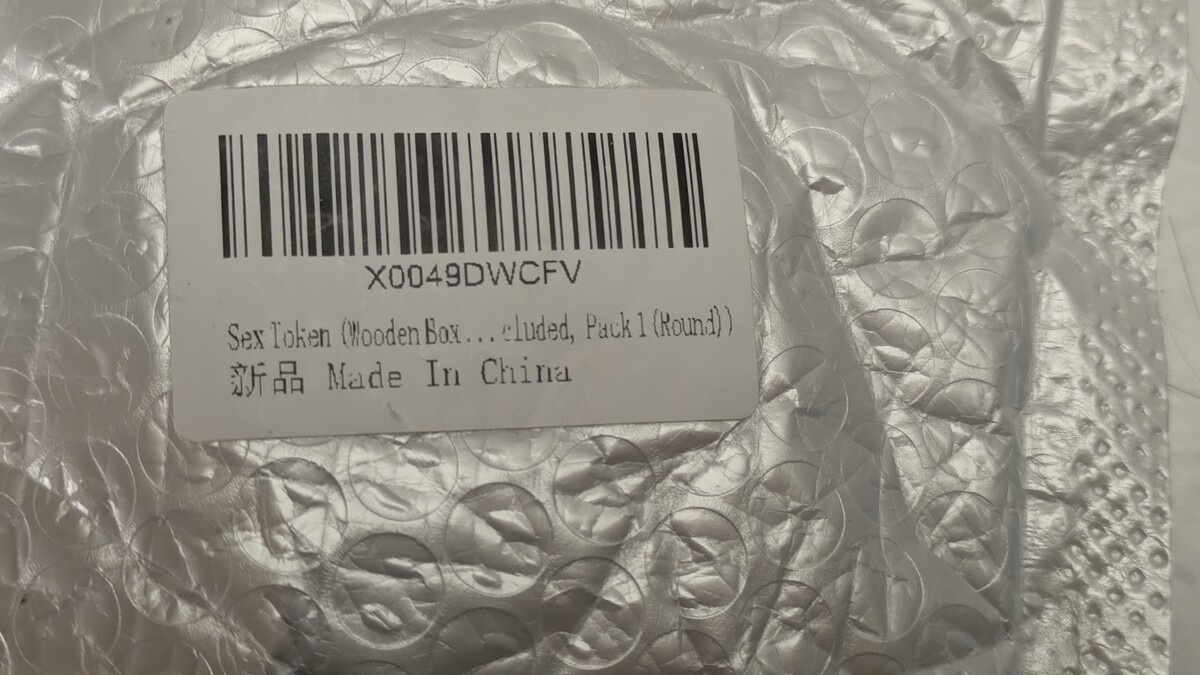 X0049DWCFV
Sex Token (Wooden Box...cluded, Pack 1 (Round))
新品 Made In China